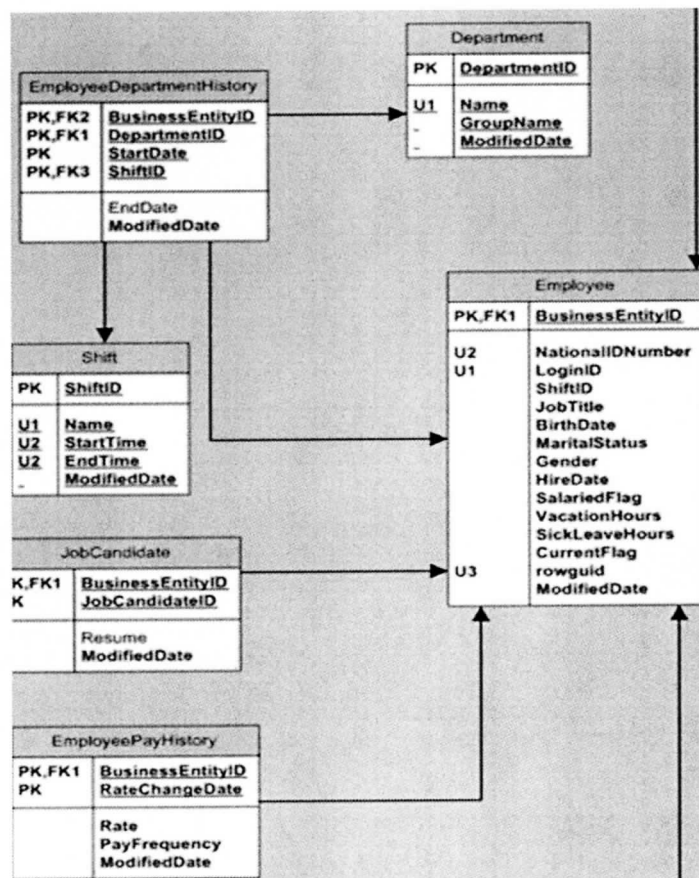 Department
PK DepartmentID
U1 Name
GroupName
ModifiedDate
EmployeeDepartmentHistory
PK,FK2 BusinessEntityID
PK,FK1 DepartmentID
PK StartDate
PK,FK3 ShiftID
EndDate
ModifiedDate
Employee
PK,FK1 BusinessEntityID
U2 NationalIDNumber
U1 LoginID
ShiftID
JobTitle
BirthDate
MaritalStatus
Gender
HireDate
SalariedFlag
VacationHours
SickLeaveHours
CurrentFlag
U3 rowguid
ModifiedDate
Shift
PK ShiftID
U1 Name
U2 StartTime
U2 EndTime
ModifiedDate
JobCandidate
K,FK1 BusinessEntityID
K JobCandidateID
Resume
ModifiedDate
EmployeePayHistory
PK,FK1 BusinessEntityID
PK RateChangeDate
Rate
PayFrequency
ModifiedDate